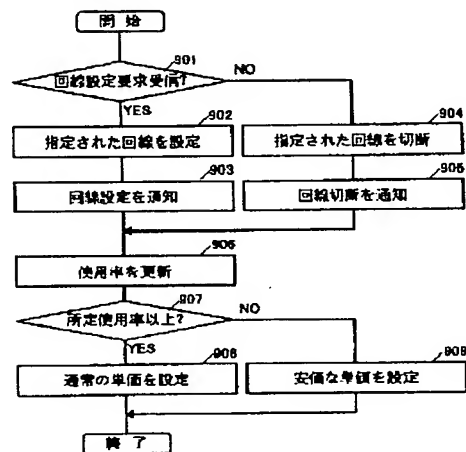 開始
901
回線設定要求受信?
NO
YES
902
指定された回線を設定
904
指定された回線を切断
903
回線設定を通知
905
回線切断を通知
906
使用率を更新
907
所定使用率以上?
NO
YES
908
通常の単価を設定
909
安価な単価を設定
終了